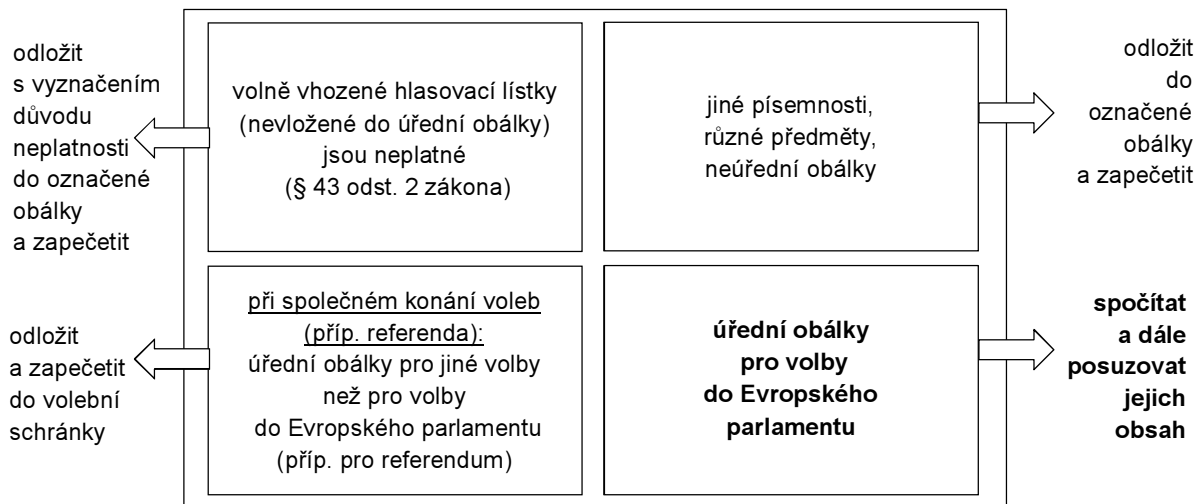 odložit
s vyznačením
důvodu
neplatnosti
do označené
obálky
a zapečetit
volně vhozené hlasovací lístky
(nevložené do úřední obálky)
jsou neplatné
(§ 43 odst. 2 zákona)
jiné písemnosti,
různé předměty,
neúřední obálky
odložit
do
označené
obálky
a zapečetit
odložit
a zapečetit
do volební
schránky
při společném konání voleb
(příp. referenda):
úřední obálky pro jiné volby
než pro volby
do Evropského parlamentu
(příp. pro referendum)
úřední obálky
pro volby
do Evropského
parlamentu
spočítat
a dále
posuzovat
jejich
obsah